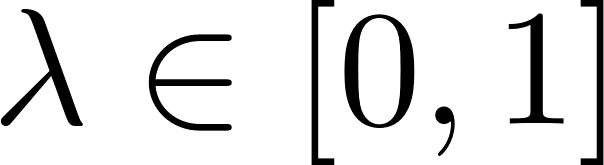 λ ∈ [0, 1]